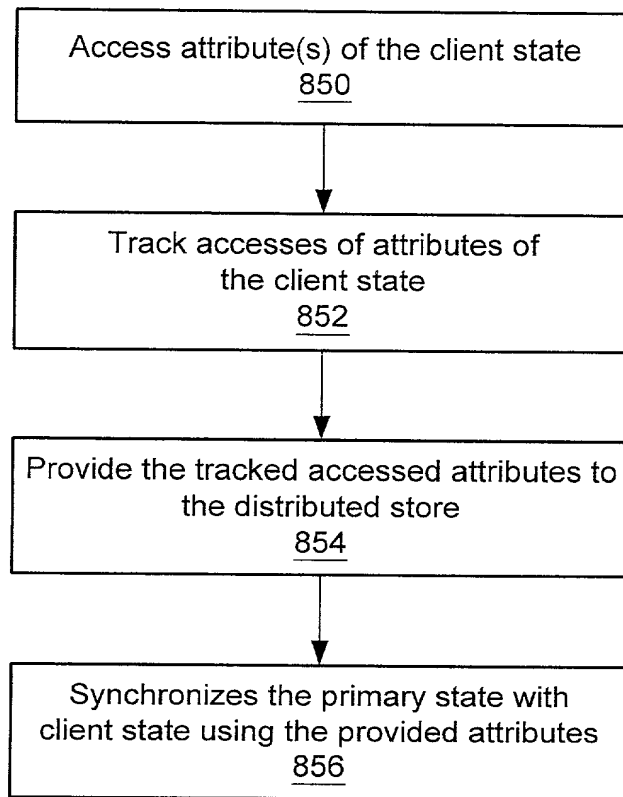 Access attribute(s) of the client state
850
Track accesses of attributes of
the client state
852
Provide the tracked accessed attributes to
the distributed store
854
Synchronizes the primary state with
client state using the provided attributes
856